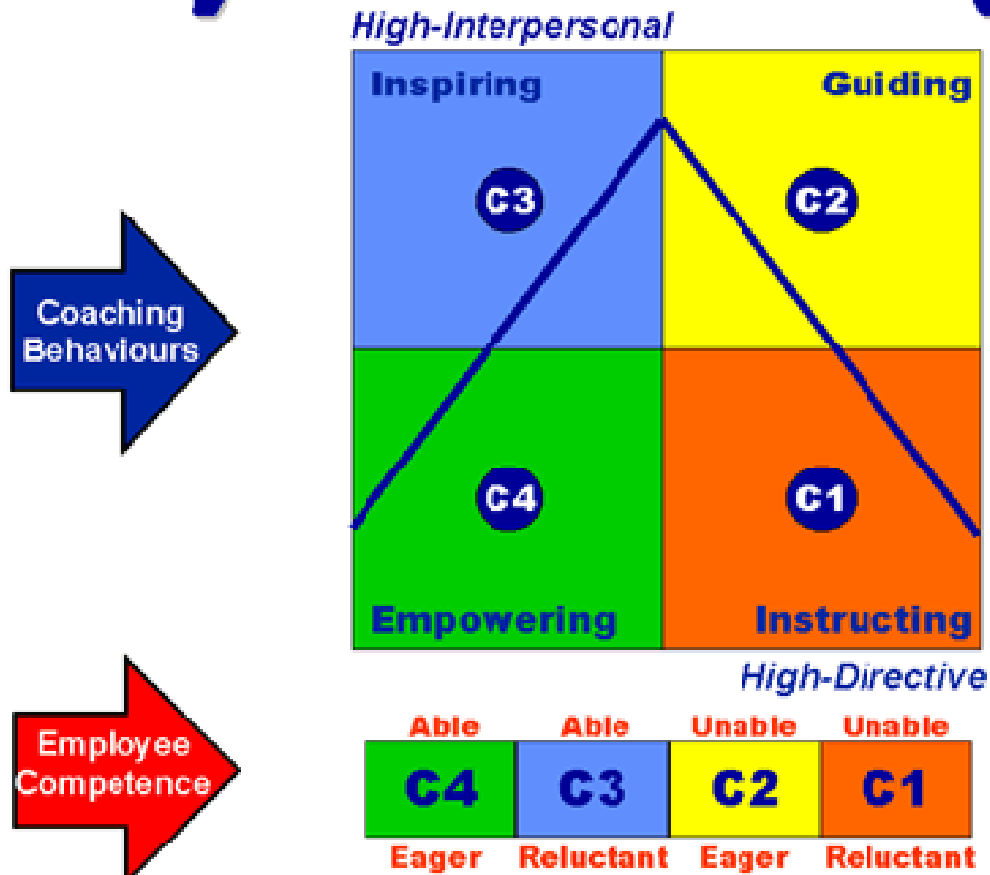 High-Interpersonal
Inspiring Guiding
C3 C2
Coaching
Behaviours
C4 C1
Empowering Instructing
High-Directive
Able Able Unable Unable
Employee
Competence
C4 C3 C2 C1
Eager Reluctant Eager Reluctant